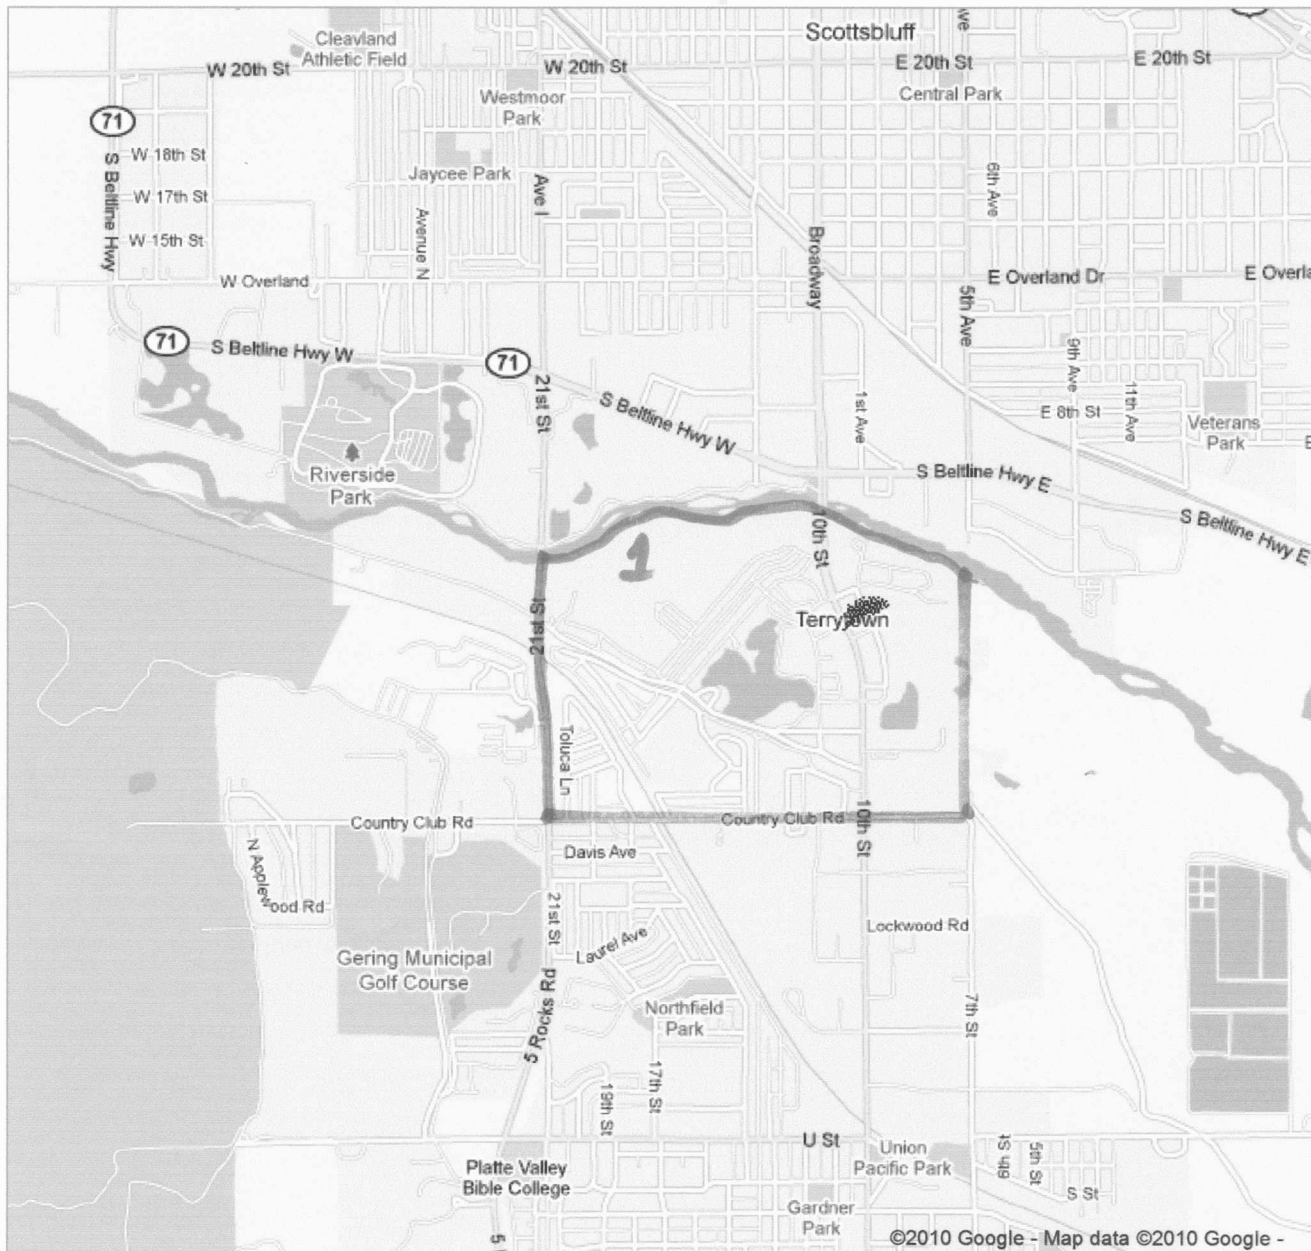 Scottsbluff
Cleavland
Athletic Field
W 20th St
W 20th St
E 20th St
E 20th St
Westmoor
Park
Central Park
71
W 18th St
S Beltline Hwy
Jaycee Park
Ave I
6th Ave
W 17th St
W 15th St
Avenue N
Broadway
W Overland
E Overland Dr
E Overla
5th Ave
71
S Beltline Hwy W
71
21st St
S Beltline Hwy W
1st Ave
9th Ave
11th Ave
E 8th St
Veterans
Park
Riverside
Park
S Beltline Hwy E
S Beltline Hwy E
10th St
1
21st St
Terrytown
Toluca Ln
Country Club Rd
Country Club Rd
10th St
Davis Ave
N Applewood Rd
21st St
Lockwood Rd
Laurel Ave
Gering Municipal
Golf Course
5 Rocks Rd
Northfield
Park
7th St
17th St
19th St
U St
Union
Pacific Park
6th St
5th St
S St
Platte Valley
Bible College
Gardner
Park
©2010 Google - Map data ©2010 Google -